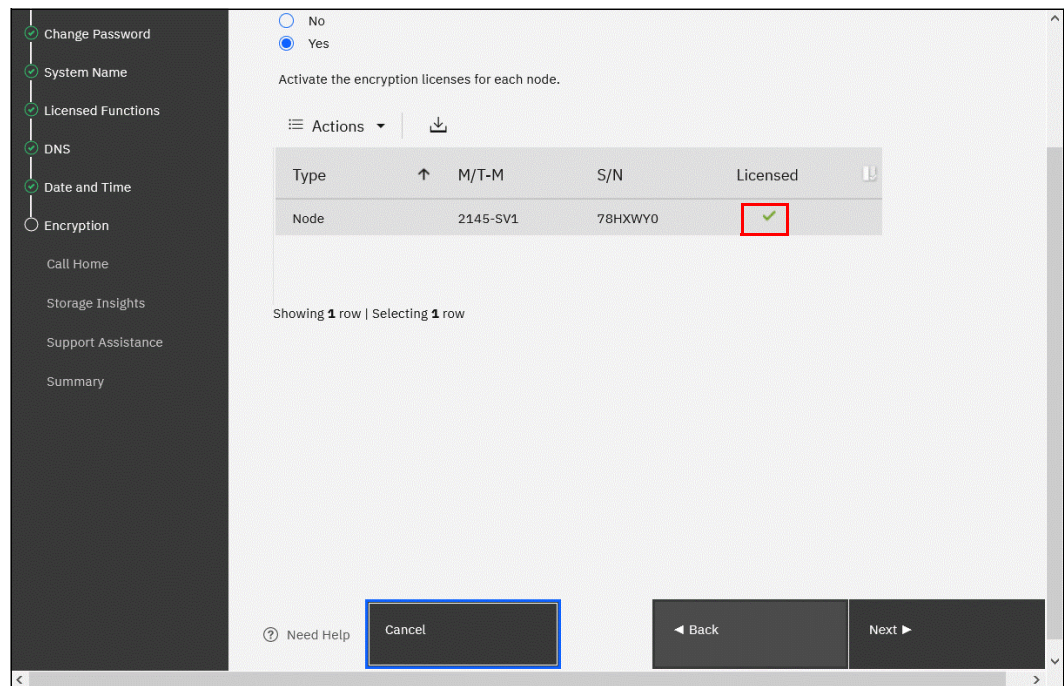 Change Password
System Name
Licensed Functions
DNS
Date and Time
Encryption
Call Home
Storage Insights
Support Assistance
Summary
No
Yes
Activate the encryption licenses for each node.
Actions
Type M/T-M S/N Licensed
Node 2145-SV1 78HXWY0
Showing 1 row | Selecting 1 row
Need Help
Cancel
Back
Next